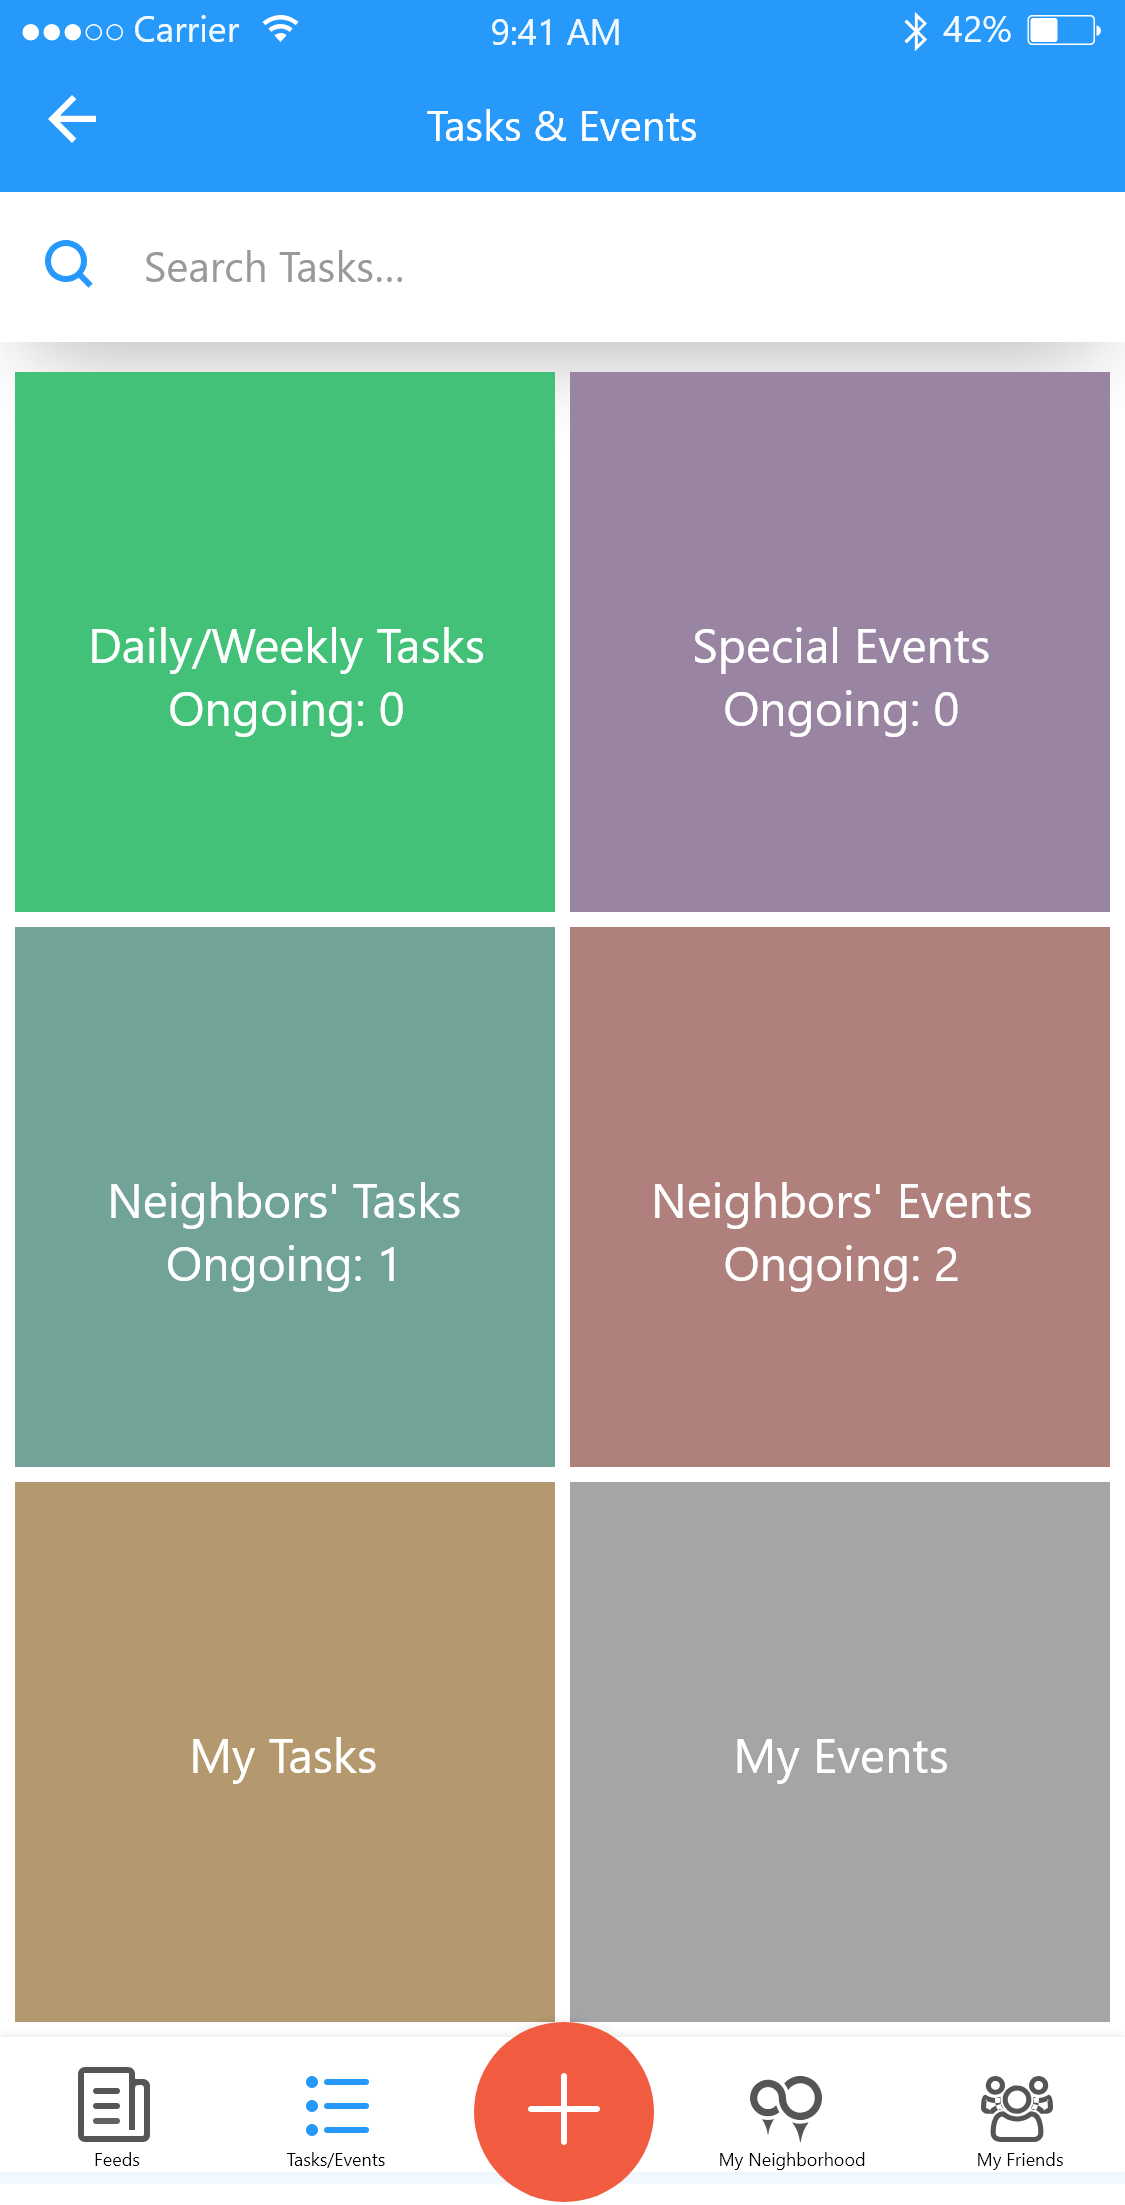 Carrier 9:41 AM 42%
Tasks & Events
Search Tasks...
Daily/Weekly Tasks
Ongoing: 0
Special Events
Ongoing: 0
Neighbors' Tasks
Ongoing: 1
Neighbors' Events
Ongoing: 2
My Tasks
My Events
Feeds
Tasks/Events
My Neighborhood
My Friends